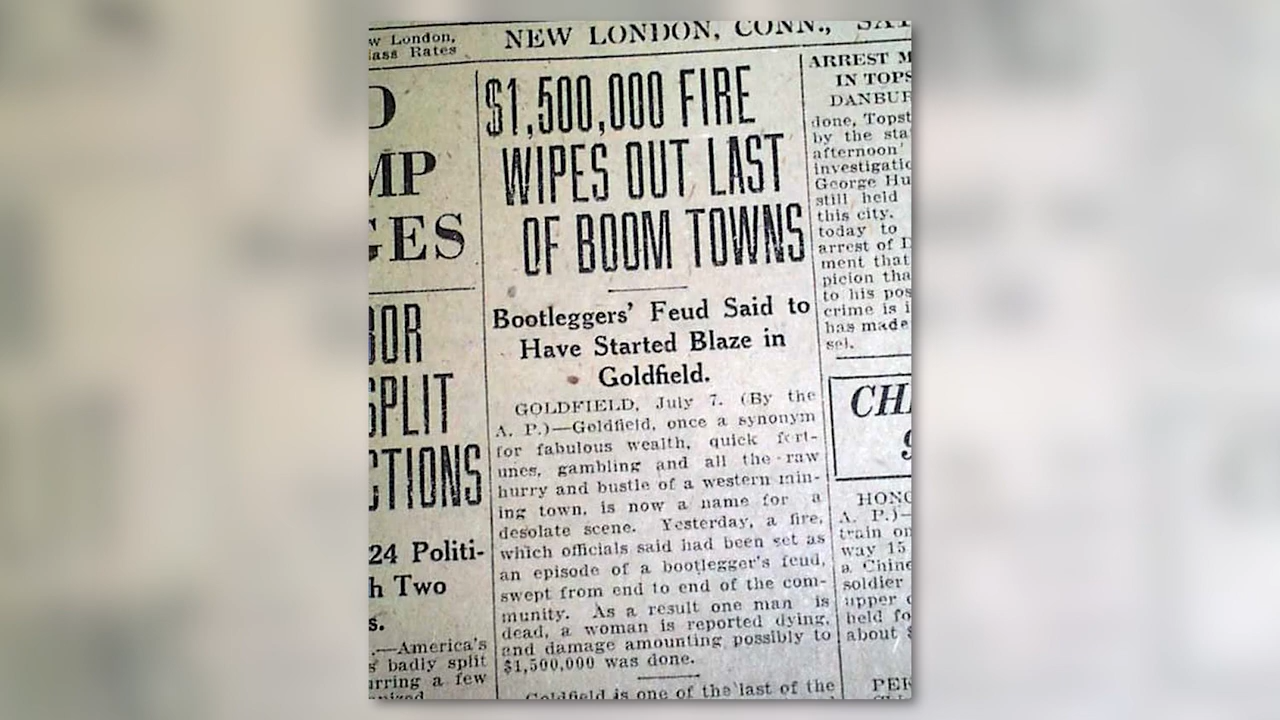 w London,
ass Rates
NEW LONDON, CONN.,
MP
GES
BOR
SPLIT
CTIONS
24 Politi-
h Two
s.
.—America's
s' badly split
urring a few
$1,500,000 FIRE
WIPES OUT LAST
OF BOOM TOWNS
Bootleggers' Feud Said to
Have Started Blaze in
Goldfield.
GOLDFIELD, July 7. (By the
A. P.)—Goldfield, once a synonym
for fabulous wealth, quick fort-
unes, gambling and all the raw
hurry and bustle of a western min-
ing town, is now a name for a
desolate scene. Yesterday, a fire,
which officials said had been set as
an episode of a bootlegger's feud,
swept from end to end of the com-
munity. As a result one man is
dead, a woman is reported dying,
and damage amounting possibly to
$1,500,000 was done.
Goldfield is one of the last of the
ARREST M
IN TOPS
DANBUR
done, Topst
by the sta
afternoon
investigatio
George Hu
still held
this city.
today to
arrest of D
ment that
picion tha
to his pos
crime is i
has made
sel.
CH
HONG
A. P.)—
train on
way 15
a Chine
soldier
upper c
held fo
about $
PER